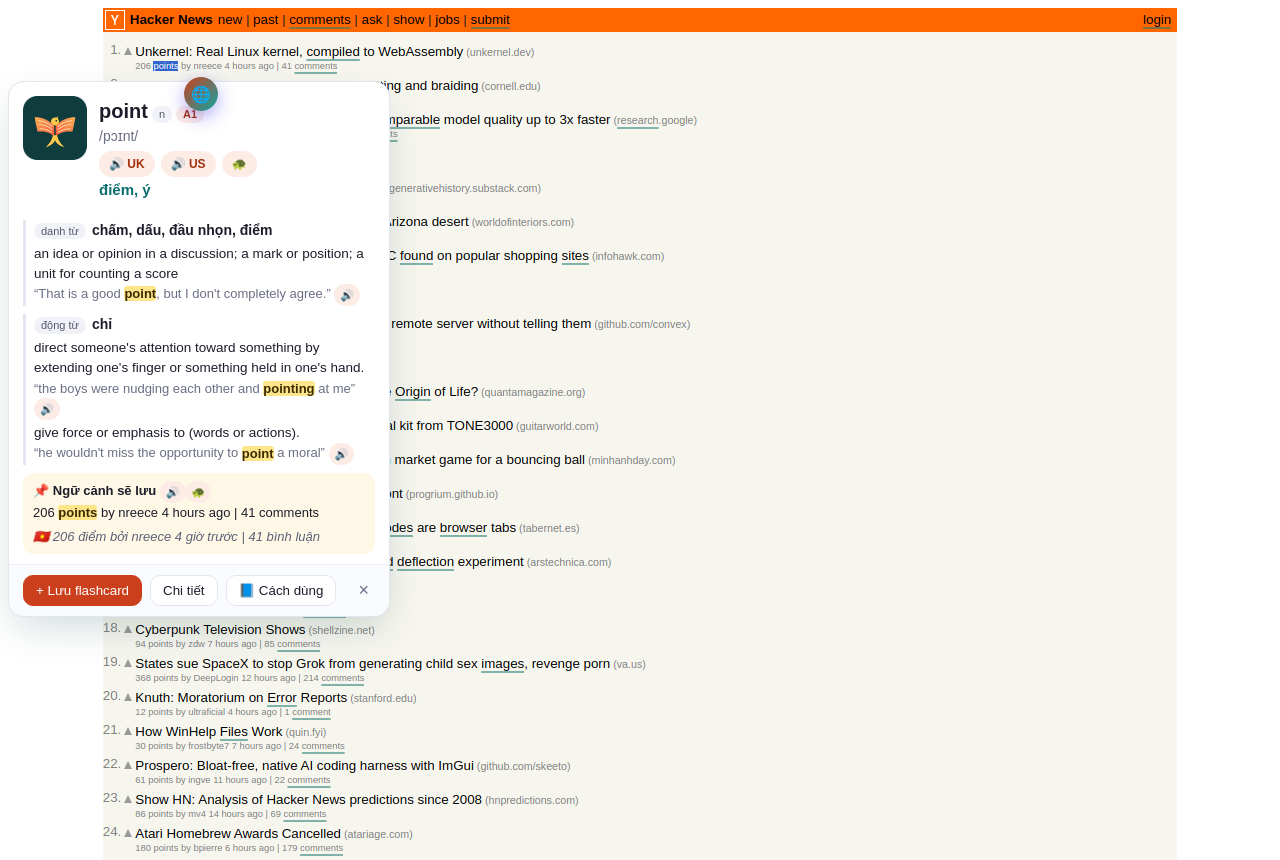 Y Hacker News new | past | comments | ask | show | jobs | submit login
1. Unkernel: Real Linux kernel, compiled to WebAssembly (unkernel.dev)
206 points by nreece 4 hours ago | 41 comments
point n A1
/pɔɪnt/
UK US
điểm, ý
danh từ chấm, dấu, đầu nhọn, điểm
an idea or opinion in a discussion; a mark or position; a
unit for counting a score
“That is a good point, but I don't completely agree.”
động từ chỉ
direct someone's attention toward something by
extending one's finger or something held in one's hand.
“the boys were nudging each other and pointing at me”
give force or emphasis to (words or actions).
“he wouldn't miss the opportunity to point a moral”
Ngữ cảnh sẽ lưu
206 points by nreece 4 hours ago | 41 comments
206 điểm bởi nreece 4 giờ trước | 41 bình luận
+ Lưu flashcard Chi tiết Cách dùng ×
and braiding (cornell.edu)
model quality up to 3x faster (research.google)
generativehistory.substack.com)
Arizona desert (worldofinteriors.com)
found on popular shopping sites (infohawk.com)
remote server without telling them (github.com/convex)
Origin of Life? (quantamagazine.org)
kit from TONE3000 (guitarworld.com)
market game for a bouncing ball (minhanhday.com)
(progrium.github.io)
are browser tabs (tabernet.es)
deflection experiment (arstechnica.com)
18. Cyberpunk Television Shows (shellzine.net)
94 points by zdw 7 hours ago | 85 comments
19. States sue SpaceX to stop Grok from generating child sex images, revenge porn (va.us)
368 points by DeepLogin 12 hours ago | 214 comments
20. Knuth: Moratorium on Error Reports (stanford.edu)
12 points by ultraficial 4 hours ago | 1 comment
21. How WinHelp Files Work (quin.fyi)
30 points by frostbyte7 7 hours ago | 24 comments
22. Prospero: Bloat-free, native AI coding harness with ImGui (github.com/skeeto)
61 points by ingve 11 hours ago | 22 comments
23. Show HN: Analysis of Hacker News predictions since 2008 (hnpredictions.com)
86 points by mv4 14 hours ago | 69 comments
24. Atari Homebrew Awards Cancelled (atariage.com)
180 points by bpierre 6 hours ago | 179 comments